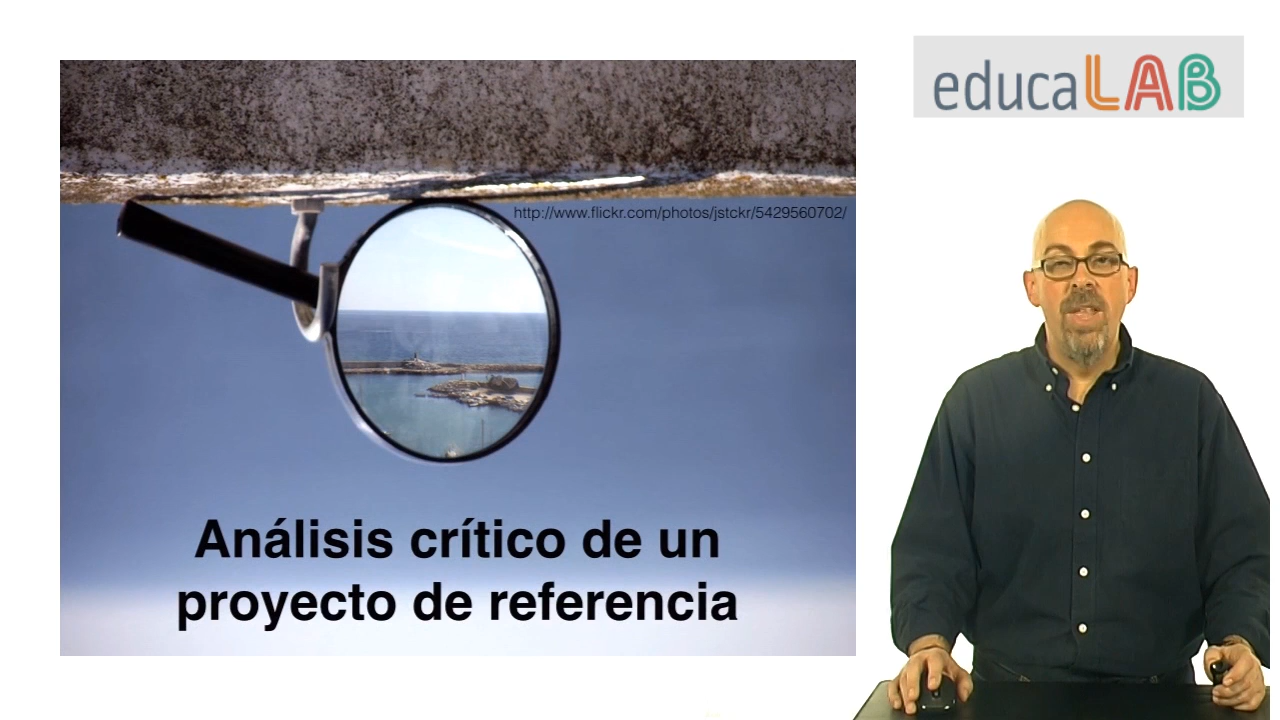 educaLAB
http://www.flickr.com/photos/jstckr/5429560702/
Análisis crítico de un
proyecto de referencia